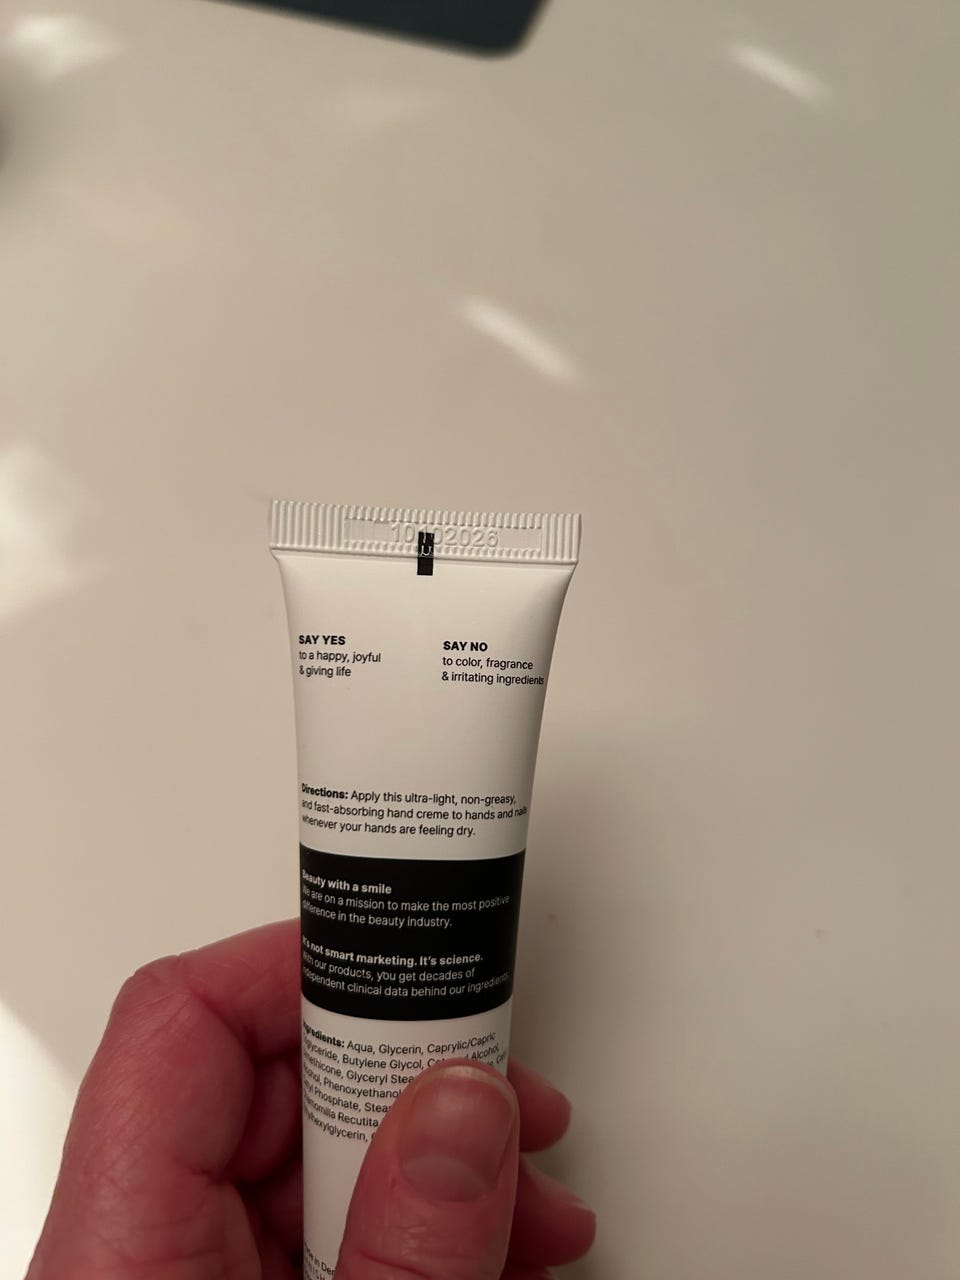 SAY YES
to a happy, joyful
& giving life
SAY NO
to color, fragrance
& irritating ingredients
Directions: Apply this ultra-light, non-greasy,
and fast-absorbing hand creme to hands and nails
whenever your hands are feeling dry.
Beauty with a smile
We are on a mission to make the most positive
difference in the beauty industry.
It's not smart marketing. It's science.
With our products, you get decades of
independent clinical data behind our ingredients.
Ingredients: Aqua, Glycerin, Caprylic/Capric
Butylene Glycol, Alcohol,
Glyceryl
Phenoxyethanol
Phosphate,
Recutita